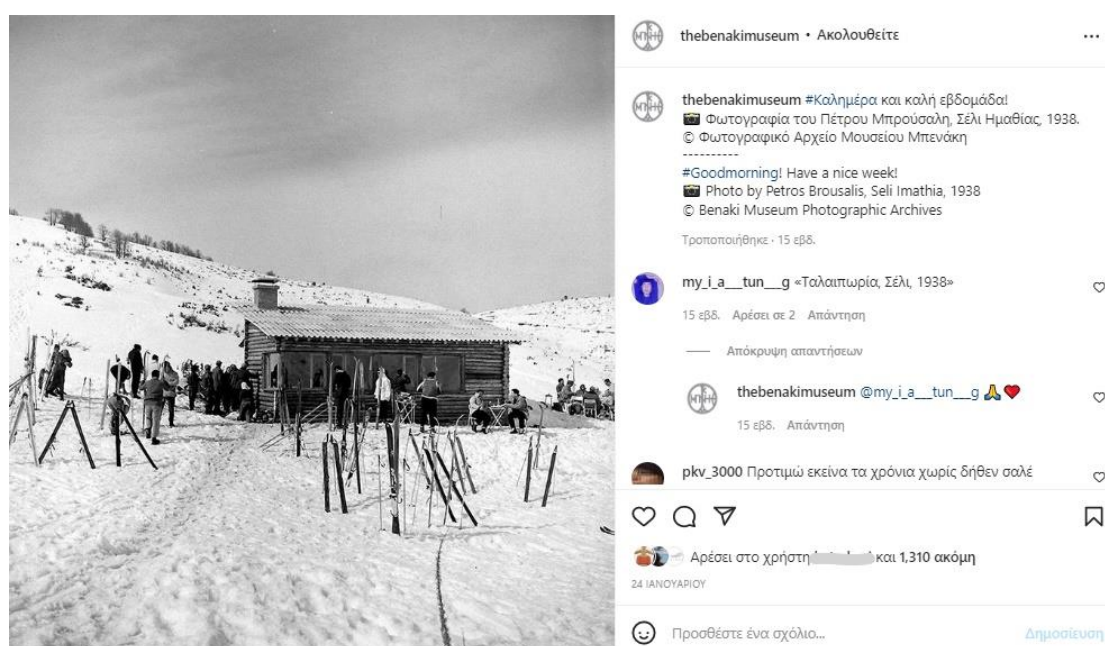 thebenakimuseum • Ακολουθείτε
thebenakimuseum #Καλημέρα και καλή εβδομάδα!
📸 Φωτογραφία του Πέτρου Μπρούσαλη, Σέλι Ημαθίας, 1938.
© Φωτογραφικό Αρχείο Μουσείου Μπενάκη
----------
#Goodmorning! Have a nice week!
📸 Photo by Petros Brousalis, Seli Imathia, 1938
© Benaki Museum Photographic Archives
Τροποποιήθηκε · 15 εβδ.
my_i_a___tun___g «Ταλαιπωρία, Σέλι, 1938»
15 εβδ. Αρέσει σε 2 Απάντηση
Απόκρυψη απαντήσεων
thebenakimuseum @my_i_a___tun___g 🙏❤️
15 εβδ. Απάντηση
pkv_3000 Προτιμώ εκείνα τα χρόνια χωρίς δήθεν σαλέ
Αρέσει στο χρήστη και 1,310 ακόμη
24 ΙΑΝΟΥΑΡΙΟΥ
Προσθέστε ένα σχόλιο... Δημοσίευση